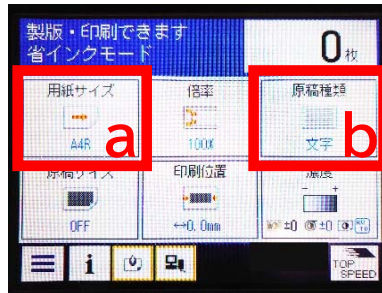 製版・印刷できます
省インクモード
0枚
用紙サイズ
倍率
原稿種類
a
b
A4R
100%
文字
原稿サイズ
印刷位置
濃度
- +
OFF
↔0.0mm
±0
±0
i
TOP
SPEED